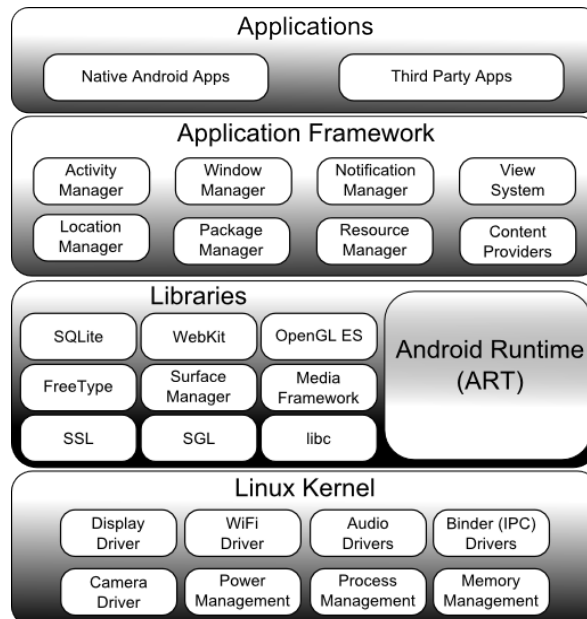 Applications
Native Android Apps
Third Party Apps
Application Framework
Activity
Manager
Window
Manager
Notification
Manager
View
System
Location
Manager
Package
Manager
Resource
Manager
Content
Providers
Libraries
SQLite
WebKit
OpenGL ES
FreeType
Surface
Manager
Media
Framework
SSL
SGL
libc
Android Runtime
(ART)
Linux Kernel
Display
Driver
WiFi
Driver
Audio
Drivers
Binder (IPC)
Drivers
Camera
Driver
Power
Management
Process
Management
Memory
Management